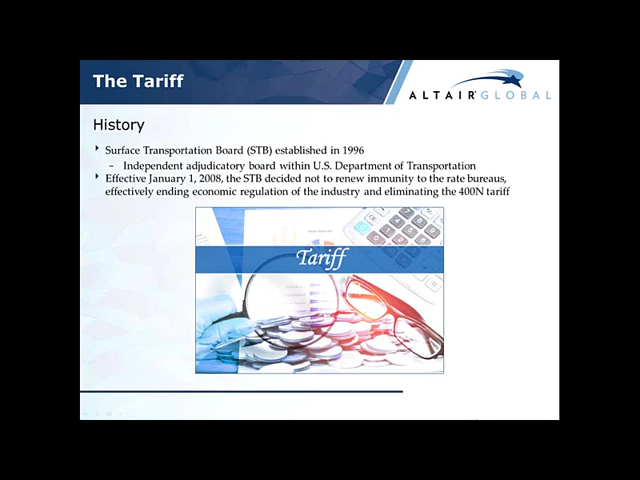 The Tariff
ALTAIR GLOBAL
History
Surface Transportation Board (STB) established in 1996
– Independent adjudicatory board within U.S. Department of Transportation
Effective January 1, 2008, the STB decided not to renew immunity to the rate bureaus,
effectively ending economic regulation of the industry and eliminating the 400N tariff
Tariff